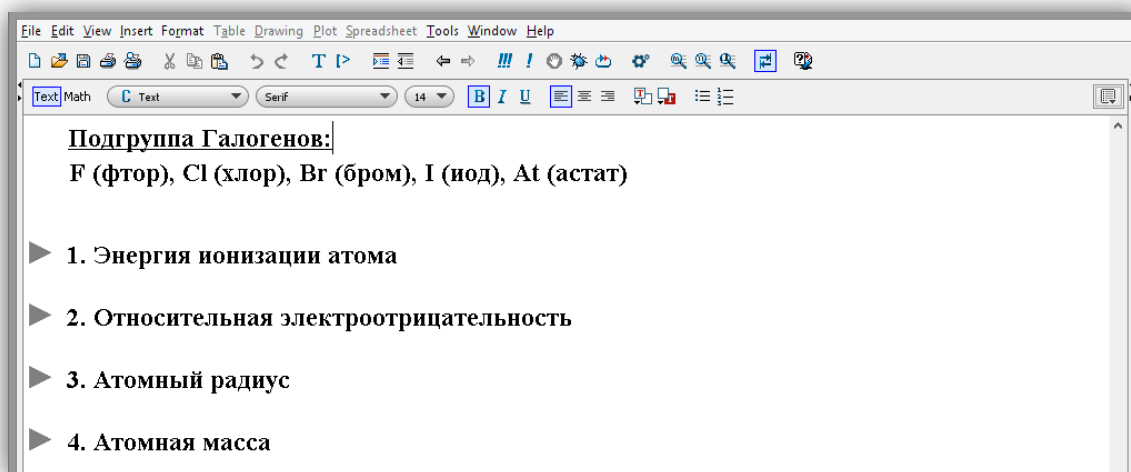 File Edit View Insert Format Table Drawing Plot Spreadsheet Tools Window Help
Text Math C Text Serif 14 B I U
Подгруппа Галогенов:
F (фтор), Cl (хлор), Br (бром), I (иод), At (астат)
1. Энергия ионизации атома
2. Относительная электроотрицательность
3. Атомный радиус
4. Атомная масса